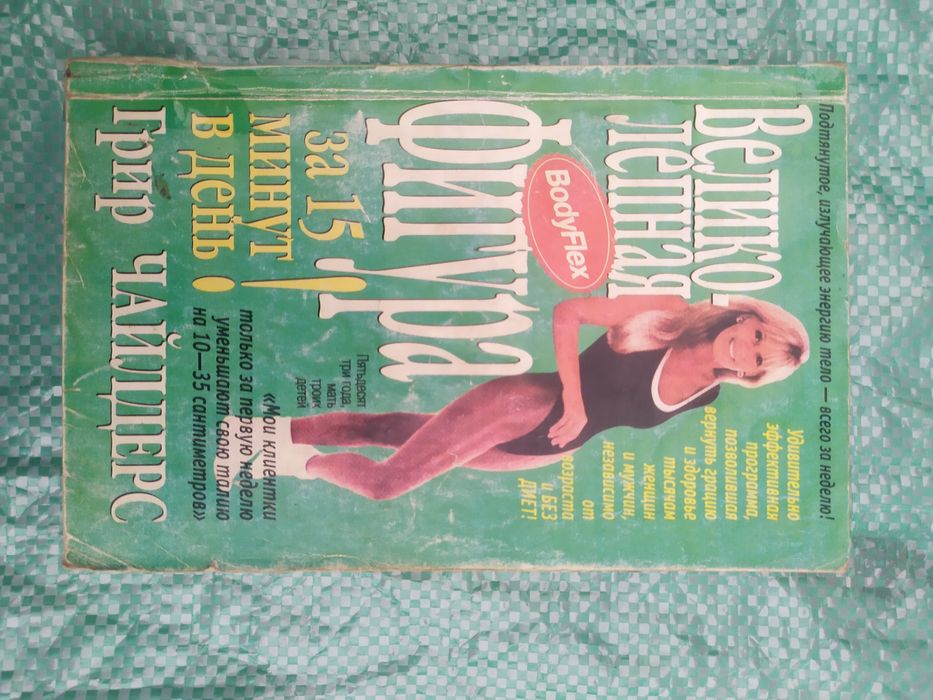 Подтянутое, излучающее энергию тело — всего за неделю!
Велико-
лепная
BodyFlex
фигура
за 15
минут
в день!
Удивительно
эффективная
программа,
позволившая
вернуть грацию
и здоровье
тысячам
женщин
и мужчин,
независимо
от
возраста
и БЕЗ
ДИЕТ!
Пятьдесят
три года,
мать
троих
детей
«Мои клиентки
только за первую неделю
уменьшают свою талию
на 10—35 сантиметров»
Грир ЧАЙЛДЕРС